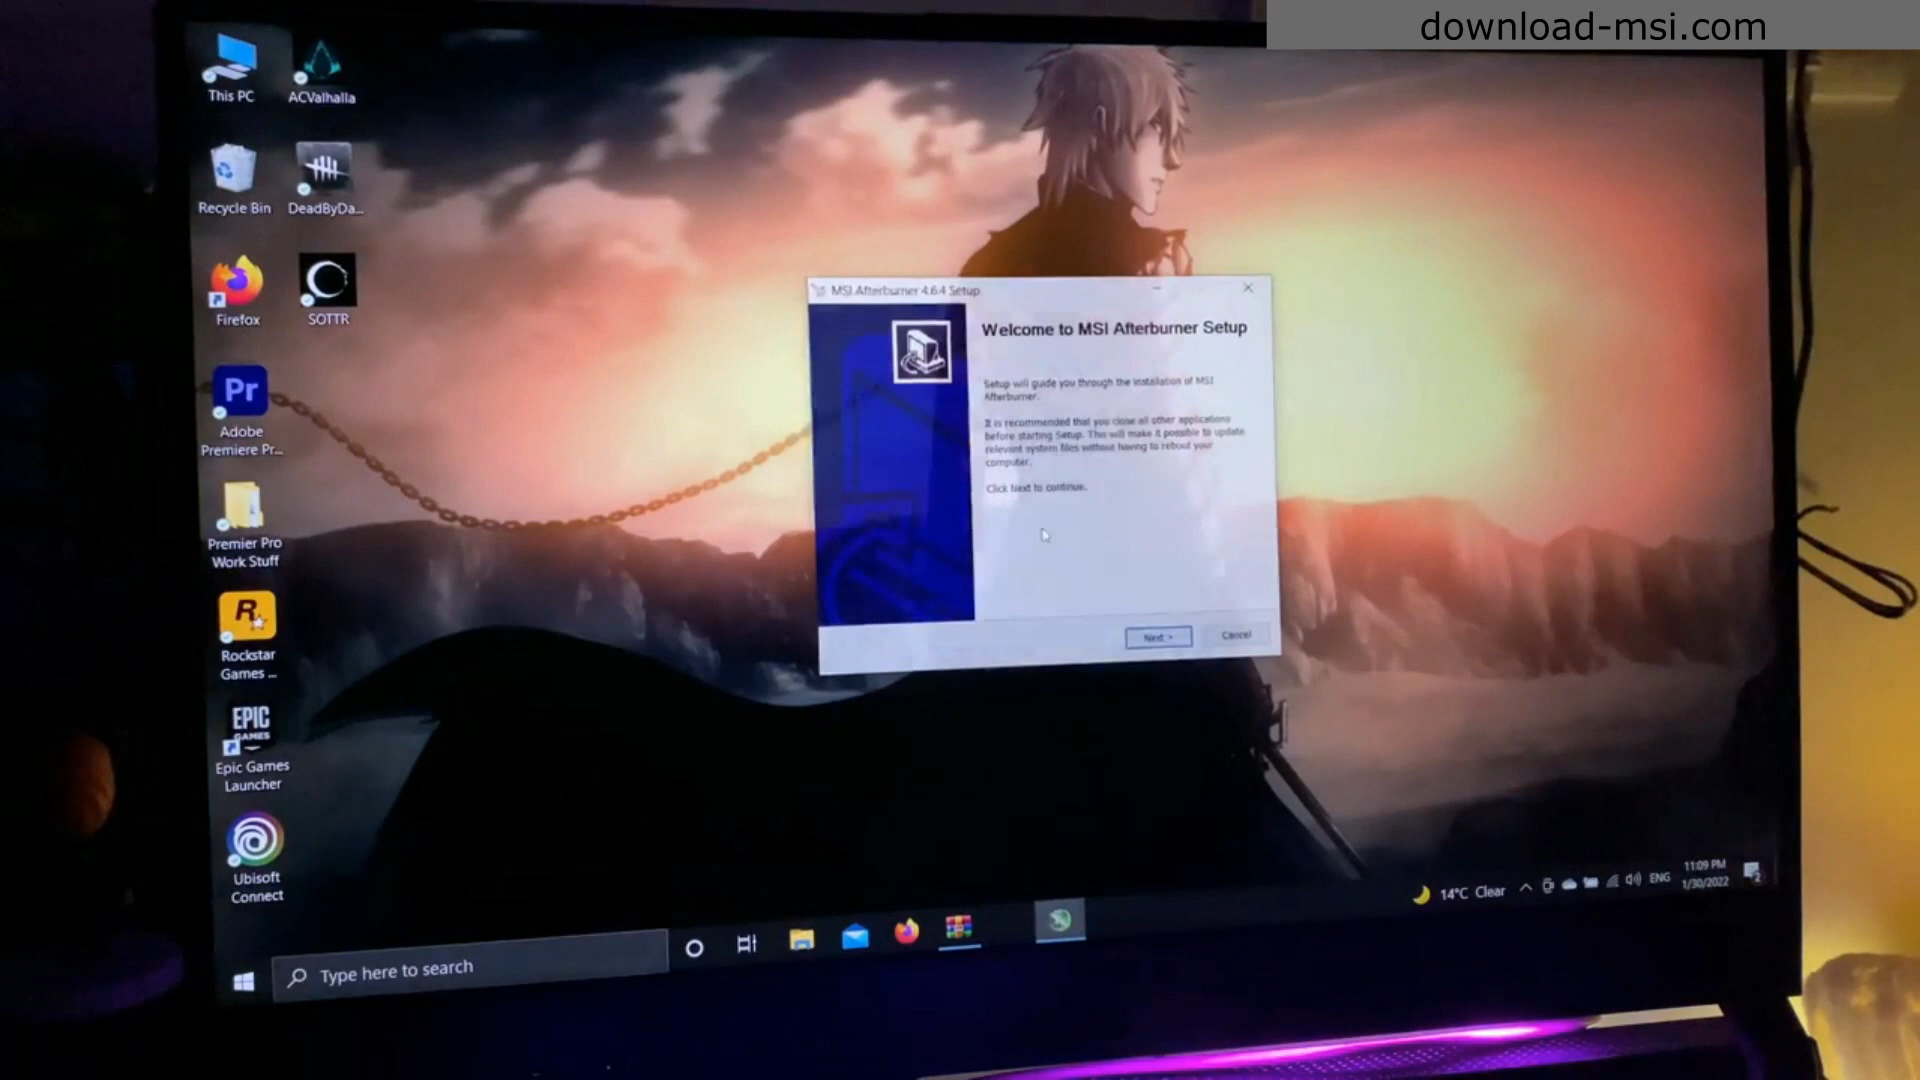 download-msi.com
This PC
ACValhalla
Recycle Bin
DeadByDa...
Firefox
SOTTR
Pr
Adobe
Premiere Pr...
Premier Pro
Work Stuff
R
Rockstar
Games ...
EPIC
GAMES
Epic Games
Launcher
Ubisoft
Connect
MSI Afterburner 4.6.4 Setup
Welcome to MSI Afterburner Setup
Setup will guide you through the installation of MSI
Afterburner.
It is recommended that you close all other applications
before starting Setup. This will make it possible to update
relevant system files without having to reboot your
computer.
Click Next to continue.
Next >
Cancel
Type here to search
14°C Clear
ENG
11:09 PM
1/30/2022
2